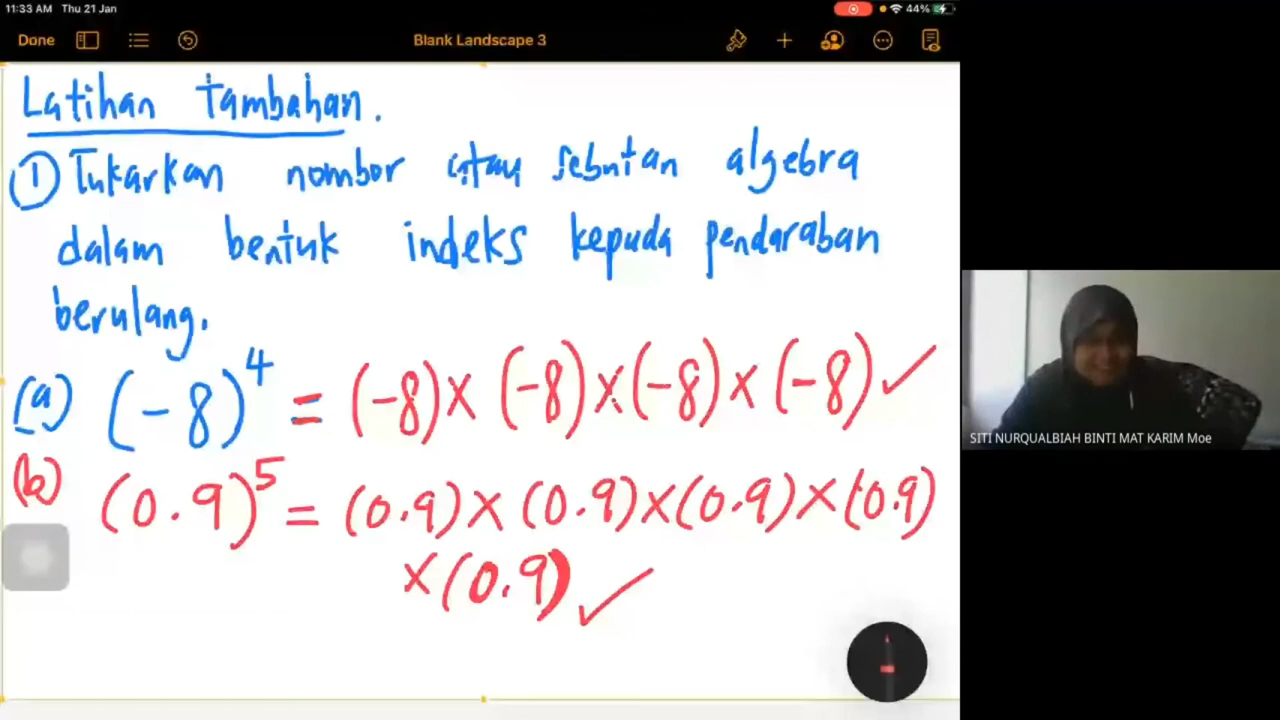 11:33 AM Thu 21 Jan
44%
Done
Blank Landscape 3
Latihan Tambahan.
① Tukarkan nombor atau sebutan algebra
dalam bentuk indeks kepada pendaraban
berulang.
(a) (-8)⁴ = (-8) × (-8) × (-8) × (-8) ✓
(b) (0.9)⁵ = (0.9) × (0.9) × (0.9) × (0.9)
× (0.9) ✓
SITI NURQUALBIAH BINTI MAT KARIM Moe